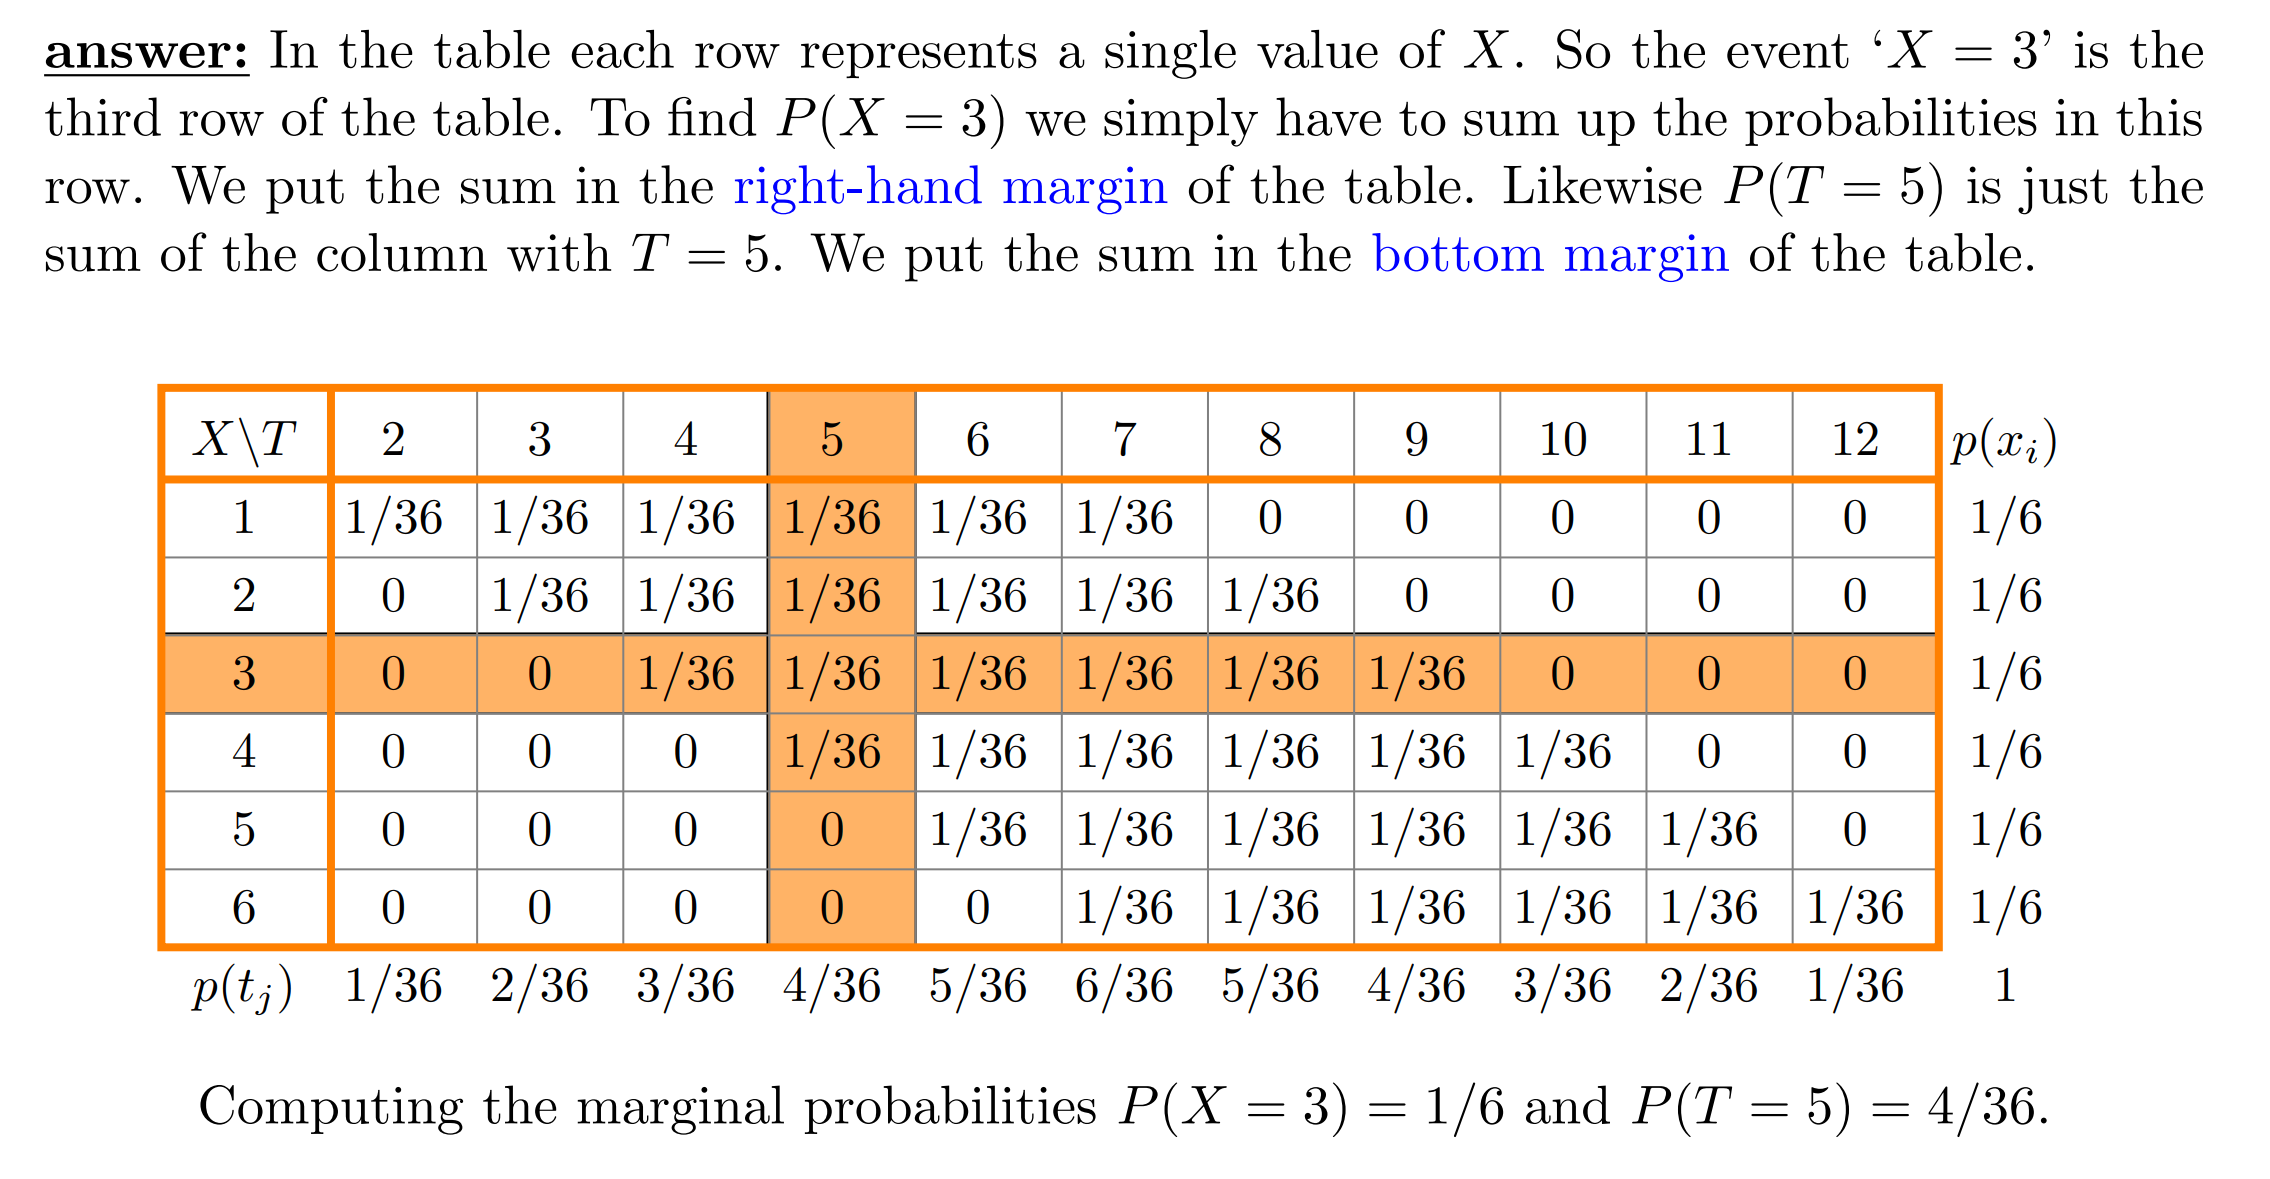 answer: In the table each row represents a single value of X. So the event ‘X = 3’ is the
third row of the table. To find P(X = 3) we simply have to sum up the probabilities in this
row. We put the sum in the right-hand margin of the table. Likewise P(T = 5) is just the
sum of the column with T = 5. We put the sum in the bottom margin of the table.
X\T 2 3 4 5 6 7 8 9 10 11 12 p(xᵢ)
1 1/36 1/36 1/36 1/36 1/36 1/36 0 0 0 0 0 1/6
2 0 1/36 1/36 1/36 1/36 1/36 1/36 0 0 0 0 1/6
3 0 0 1/36 1/36 1/36 1/36 1/36 1/36 0 0 0 1/6
4 0 0 0 1/36 1/36 1/36 1/36 1/36 1/36 0 0 1/6
5 0 0 0 0 1/36 1/36 1/36 1/36 1/36 1/36 0 1/6
6 0 0 0 0 0 1/36 1/36 1/36 1/36 1/36 1/36 1/6
p(tⱼ) 1/36 2/36 3/36 4/36 5/36 6/36 5/36 4/36 3/36 2/36 1/36 1
Computing the marginal probabilities P(X = 3) = 1/6 and P(T = 5) = 4/36.